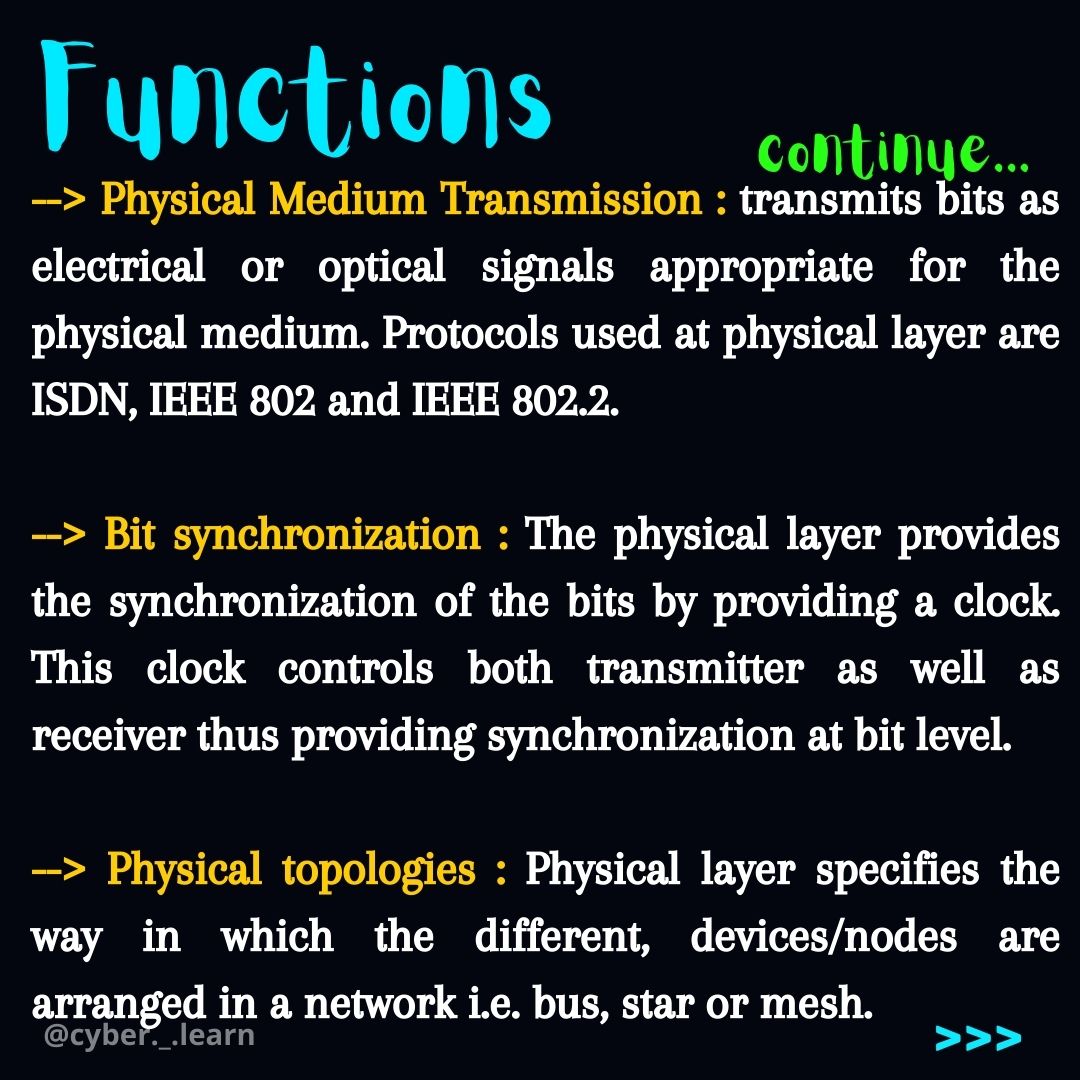 Functions
continue...
--> Physical Medium Transmission : transmits bits as
electrical or optical signals appropriate for the
physical medium. Protocols used at physical layer are
ISDN, IEEE 802 and IEEE 802.2.
--> Bit synchronization : The physical layer provides
the synchronization of the bits by providing a clock.
This clock controls both transmitter as well as
receiver thus providing synchronization at bit level.
--> Physical topologies : Physical layer specifies the
way in which the different, devices/nodes are
arranged in a network i.e. bus, star or mesh.
@cyber._.learn
>>>